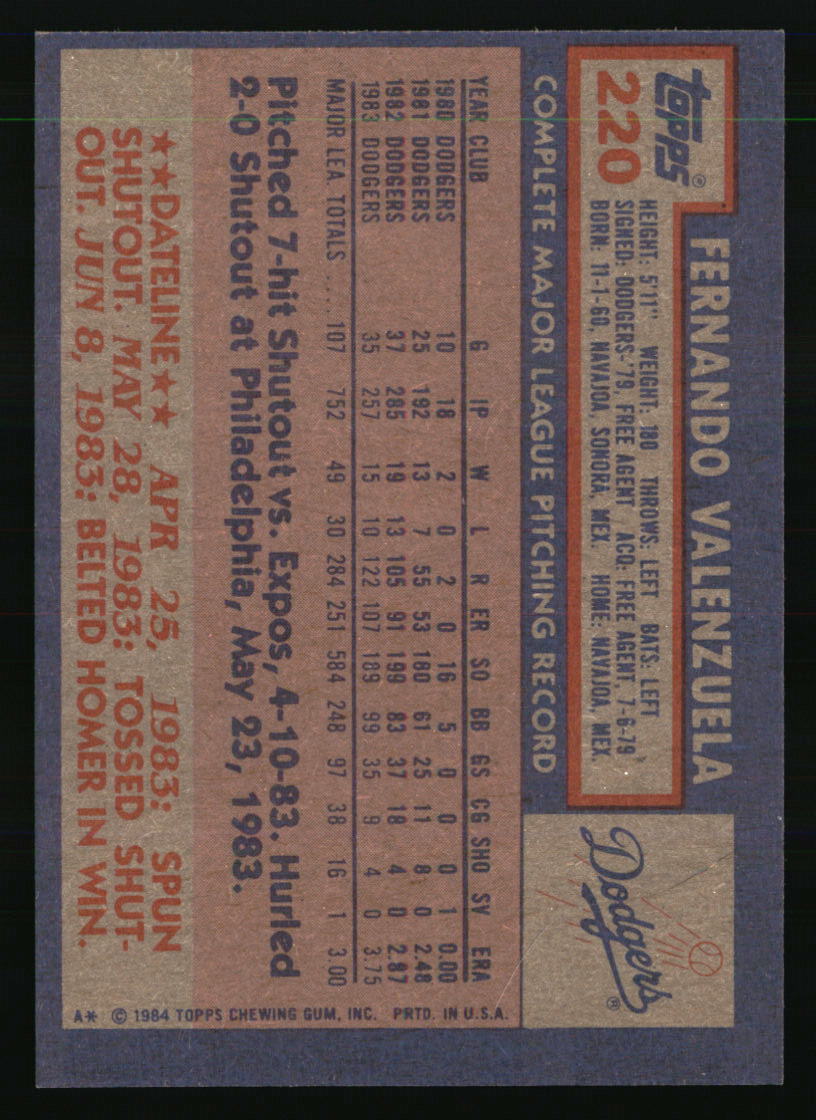 topps®
220
FERNANDO VALENZUELA
HEIGHT: 5'11" WEIGHT: 180 THROWS: LEFT BATS: LEFT
SIGNED: DODGERS-'79, FREE AGENT ACQ: FREE AGENT, 7-6-79
BORN: 11-1-60, NAVAJOA, SONORA, MEX. HOME: NAVAJOA, MEX.
Dodgers®
COMPLETE MAJOR LEAGUE PITCHING RECORD
YEAR CLUB G IP W L R ER SO BB GS CG SHO SV ERA
1980 DODGERS 10 18 2 0 2 0 16 5 0 0 0 1 0.00
1981 DODGERS 25 192 13 7 55 53 180 61 25 11 8 0 2.48
1982 DODGERS 37 285 19 13 105 91 199 83 37 18 4 0 2.87
1983 DODGERS 35 257 15 10 122 107 189 99 35 9 4 0 3.75
MAJOR LEA. TOTALS .... 107 752 49 30 284 251 584 248 97 38 16 1 3.00
Pitched 7-hit Shutout vs. Expos, 4-10-83. Hurled
2-0 Shutout at Philadelphia, May 23, 1983.
★★DATELINE★★ APR 25, 1983: SPUN
SHUTOUT. MAY 28, 1983: TOSSED SHUT-
OUT. JUN 8, 1983: BELTED HOMER IN WIN.
A* © 1984 TOPPS CHEWING GUM, INC. PRTD. IN U.S.A.